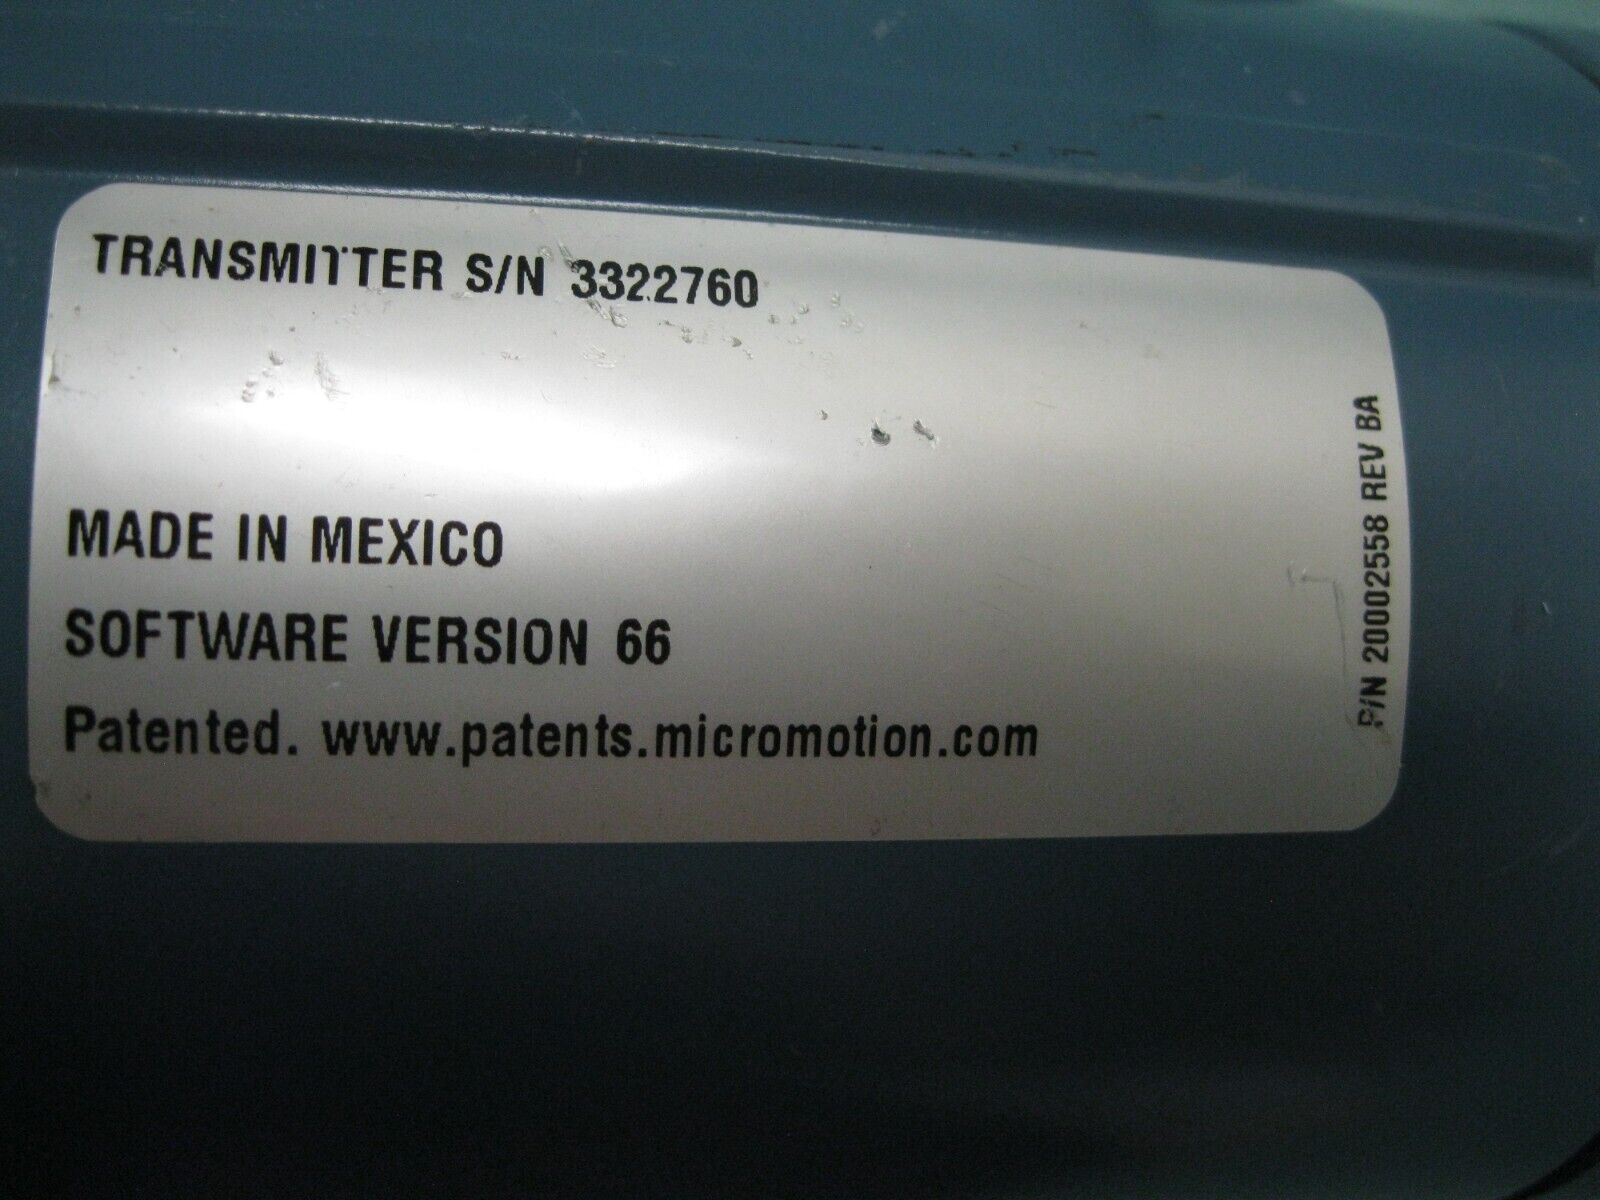 TRANSMITTER S/N 3322760
MADE IN MEXICO
SOFTWARE VERSION 66
Patented. www.patents.micromotion.com
P/N 20002558 REV BA